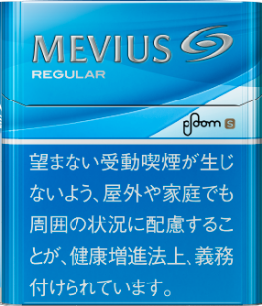 MEVIUS
REGULAR
ploom S
望まない受動喫煙が生じ
ないよう、屋外や家庭でも
周囲の状況に配慮するこ
とが、健康増進法上、義務
付けられています。